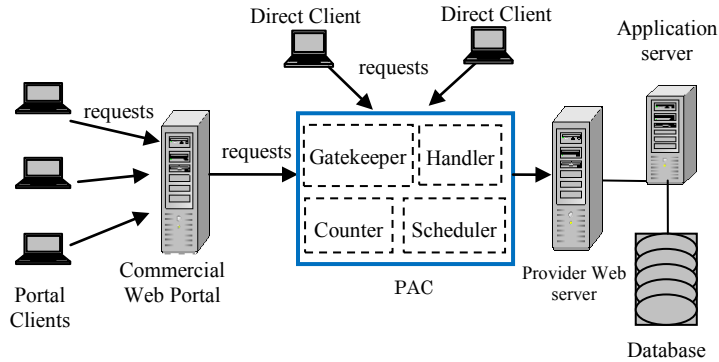 Direct Client
Direct Client
Application
server
requests
requests
requests
Gatekeeper
Handler
Counter
Scheduler
Commercial
Web Portal
PAC
Provider Web
server
Portal
Clients
Database